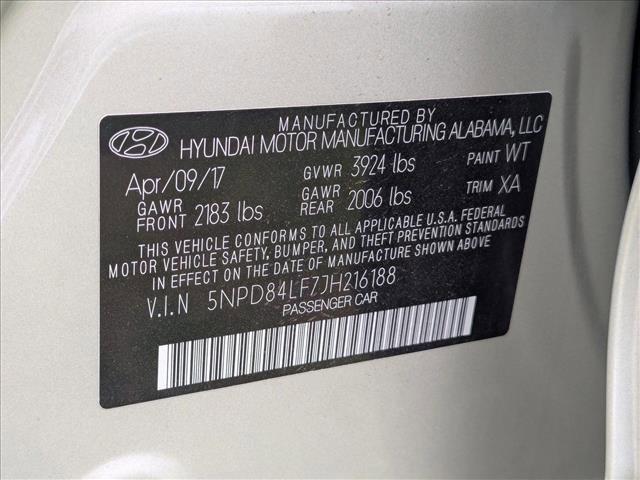 MANUFACTURED BY
HYUNDAI MOTOR MANUFACTURING ALABAMA, LLC
Apr/09/17 GVWR 3924 lbs PAINT WT
GAWR FRONT 2183 lbs GAWR REAR 2006 lbs TRIM XA
THIS VEHICLE CONFORMS TO ALL APPLICABLE U.S.A. FEDERAL
MOTOR VEHICLE SAFETY, BUMPER, AND THEFT PREVENTION STANDARDS
IN EFFECT ON THE DATE OF MANUFACTURE SHOWN ABOVE
V.I.N 5NPD84LF7JH216188
PASSENGER CAR